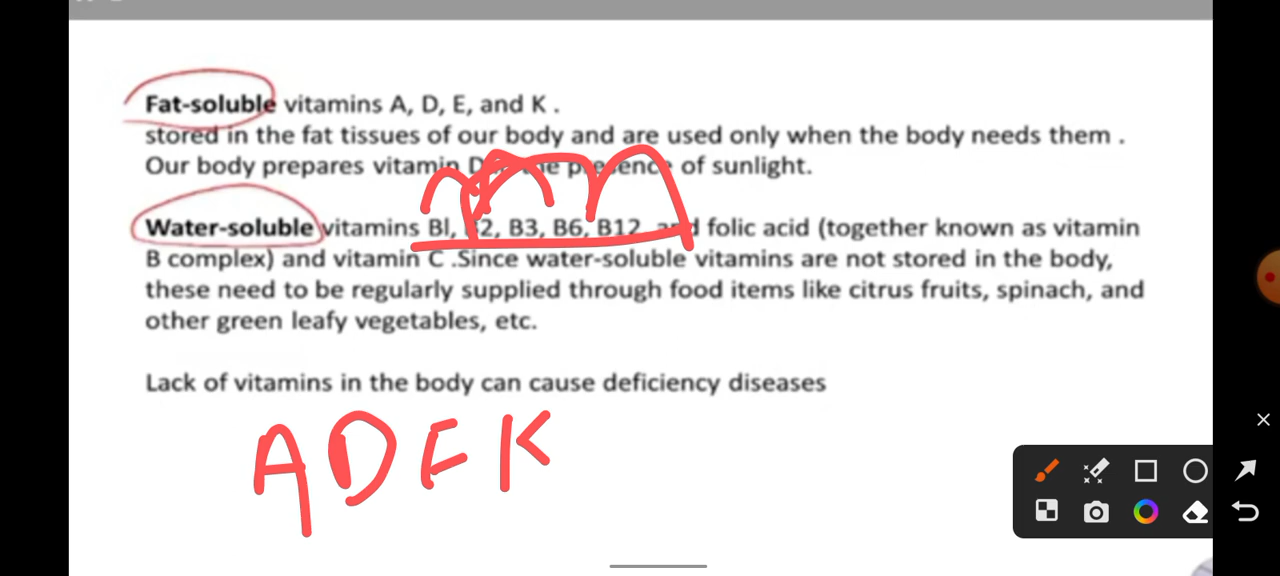 Fat-soluble vitamins A, D, E, and K .
stored in the fat tissues of our body and are used only when the body needs them .
Our body prepares vitamin D the presence of sunlight.
Water-soluble vitamins Bl, B2, B3, B6, B12, and folic acid (together known as vitamin
B complex) and vitamin C .Since water-soluble vitamins are not stored in the body,
these need to be regularly supplied through food items like citrus fruits, spinach, and
other green leafy vegetables, etc.
Lack of vitamins in the body can cause deficiency diseases
A D E K